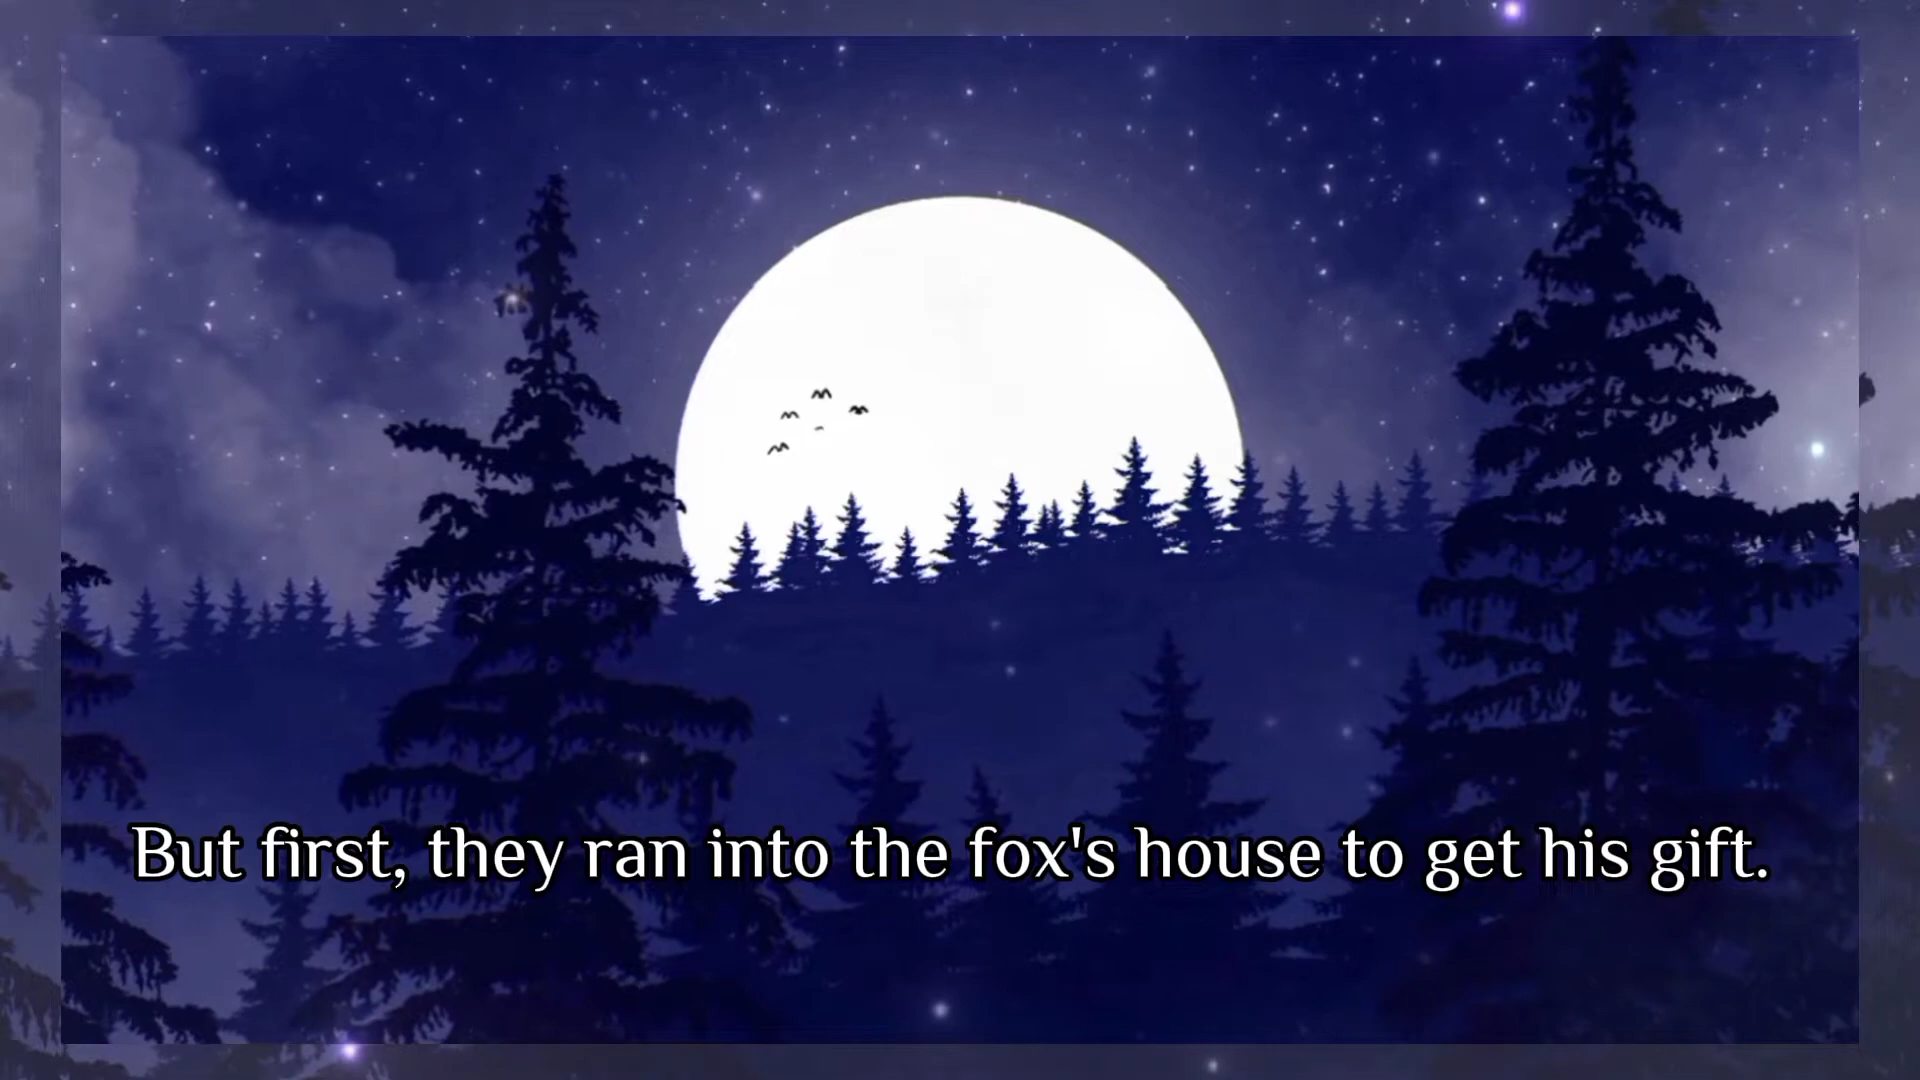 But first, they ran into the fox's house to get his gift.